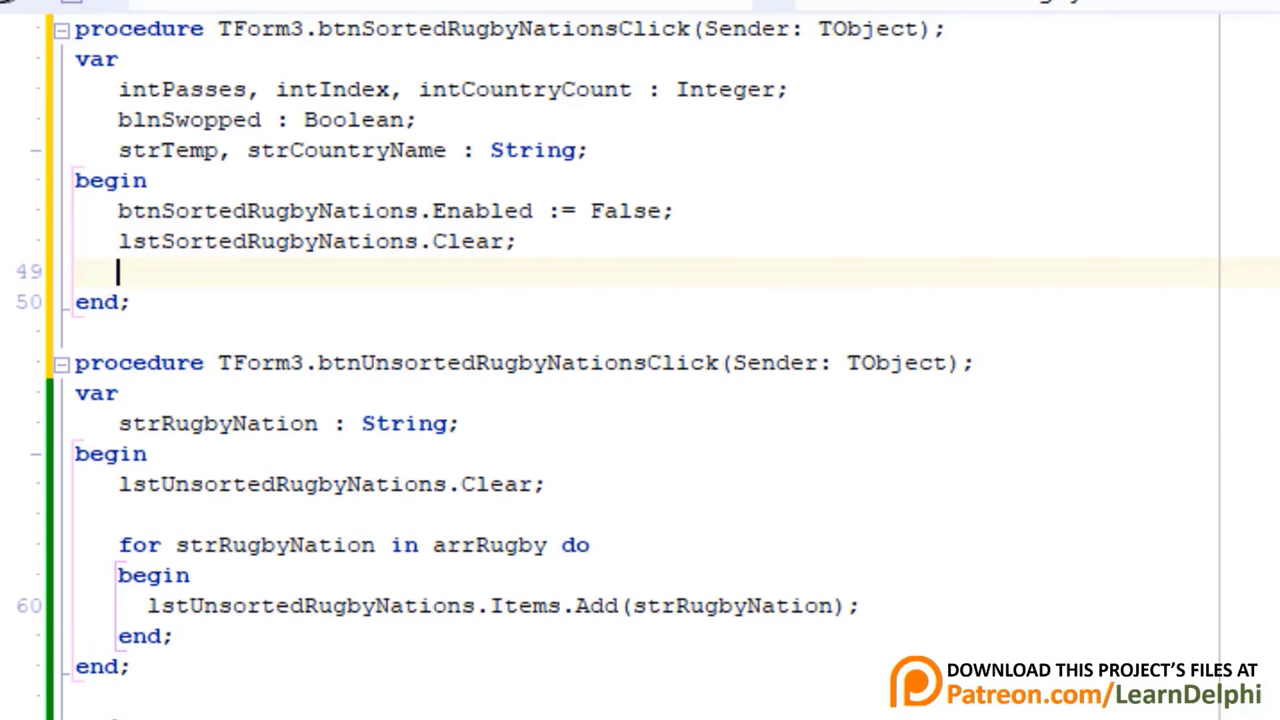 procedure TForm3.btnSortedRugbyNationsClick(Sender: TObject);
var
intPasses, intIndex, intCountryCount : Integer;
blnSwopped : Boolean;
strTemp, strCountryName : String;
begin
btnSortedRugbyNations.Enabled := False;
lstSortedRugbyNations.Clear;
49
50 end;
procedure TForm3.btnUnsortedRugbyNationsClick(Sender: TObject);
var
strRugbyNation : String;
begin
lstUnsortedRugbyNations.Clear;
for strRugbyNation in arrRugby do
begin
60 lstUnsortedRugbyNations.Items.Add(strRugbyNation);
end;
end;
DOWNLOAD THIS PROJECT'S FILES AT
Patreon.com/LearnDelphi